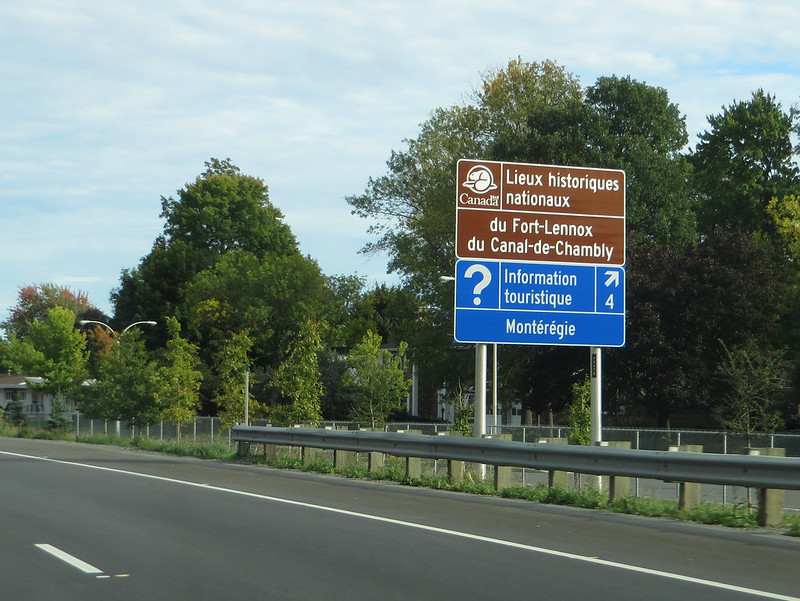 Canada
Lieux historiques
nationaux
du Fort-Lennox
du Canal-de-Chambly
?
Information
touristique
4
Montérégie